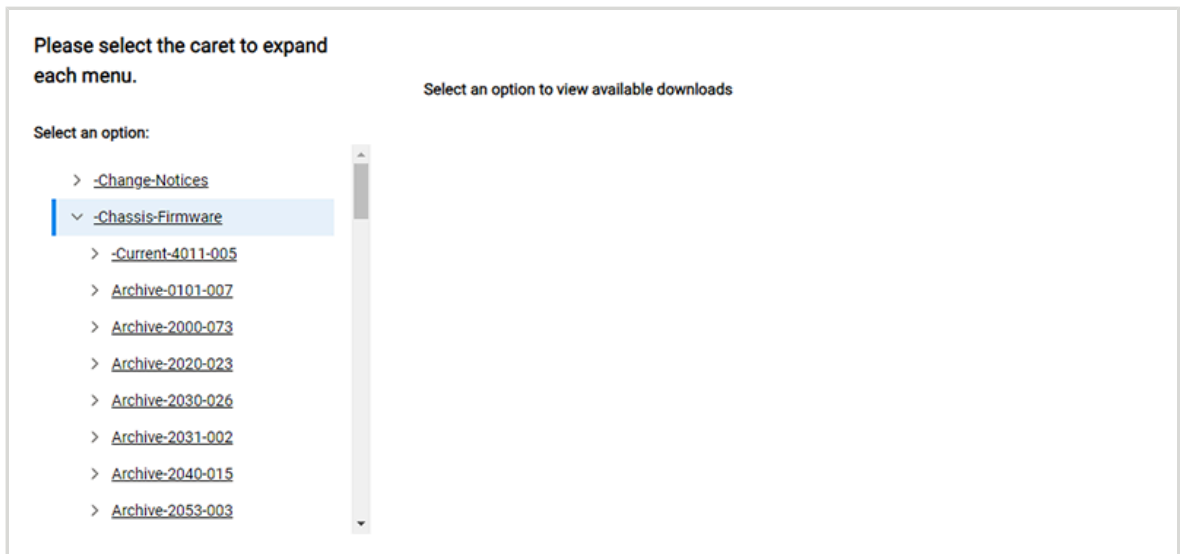 Please select the caret to expand
each menu.
Select an option to view available downloads
Select an option:
-Change-Notices
-Chassis-Firmware
-Current-4011-005
Archive-0101-007
Archive-2000-073
Archive-2020-023
Archive-2030-026
Archive-2031-002
Archive-2040-015
Archive-2053-003